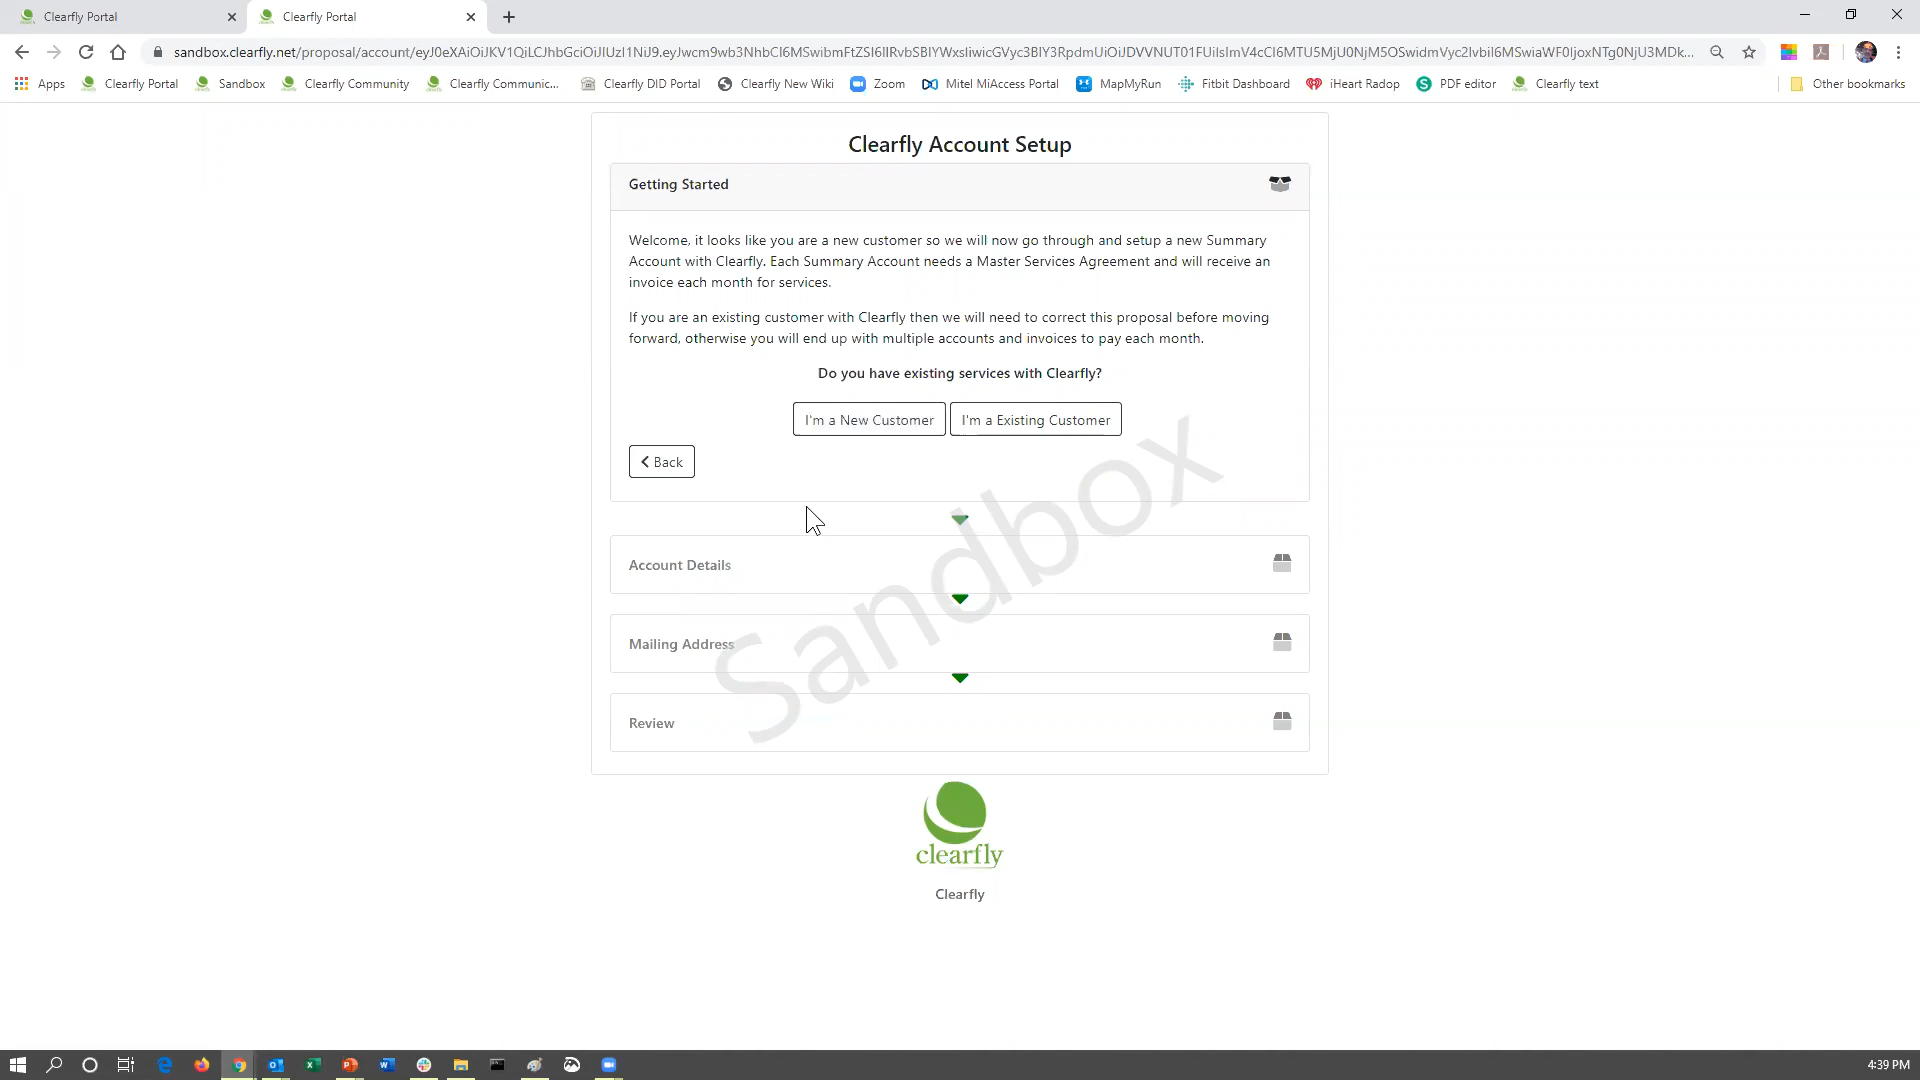 Clearfly Portal
Clearfly Portal
sandbox.clearfly.net/proposal/account/
Apps
Clearfly Portal
Sandbox
Clearfly Community
Clearfly Communic...
Clearfly DID Portal
Clearfly New Wiki
Zoom
Mitel MiAccess Portal
MapMyRun
Fitbit Dashboard
iHeart Radop
PDF editor
Clearfly text
Other bookmarks
Clearfly Account Setup
Getting Started
Welcome, it looks like you are a new customer so we will now go through and setup a new Summary
Account with Clearfly. Each Summary Account needs a Master Services Agreement and will receive an
invoice each month for services.
If you are an existing customer with Clearfly then we will need to correct this proposal before moving
forward, otherwise you will end up with multiple accounts and invoices to pay each month.
Do you have existing services with Clearfly?
I'm a New Customer
I'm a Existing Customer
Back
Sandbox
Account Details
Mailing Address
Review
clearfly
Clearfly
4:39 PM